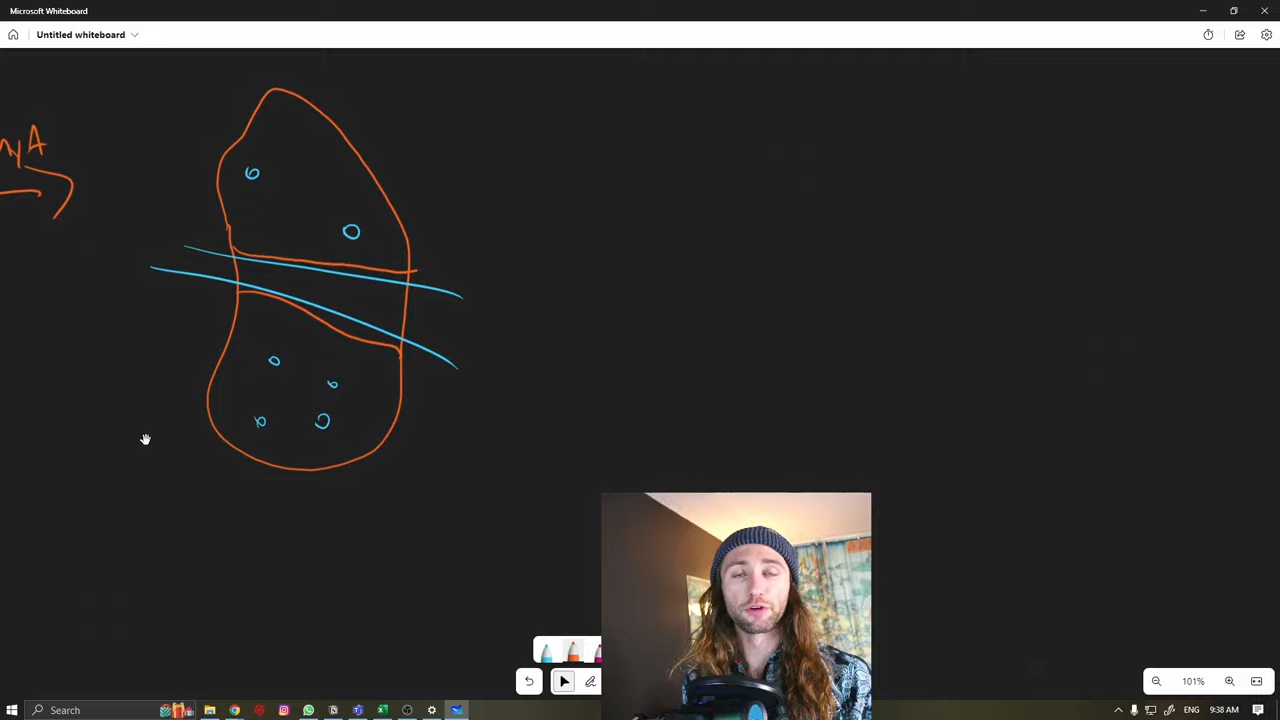 Microsoft Whiteboard
Untitled whiteboard
101%
Search
ENG
9:38 AM